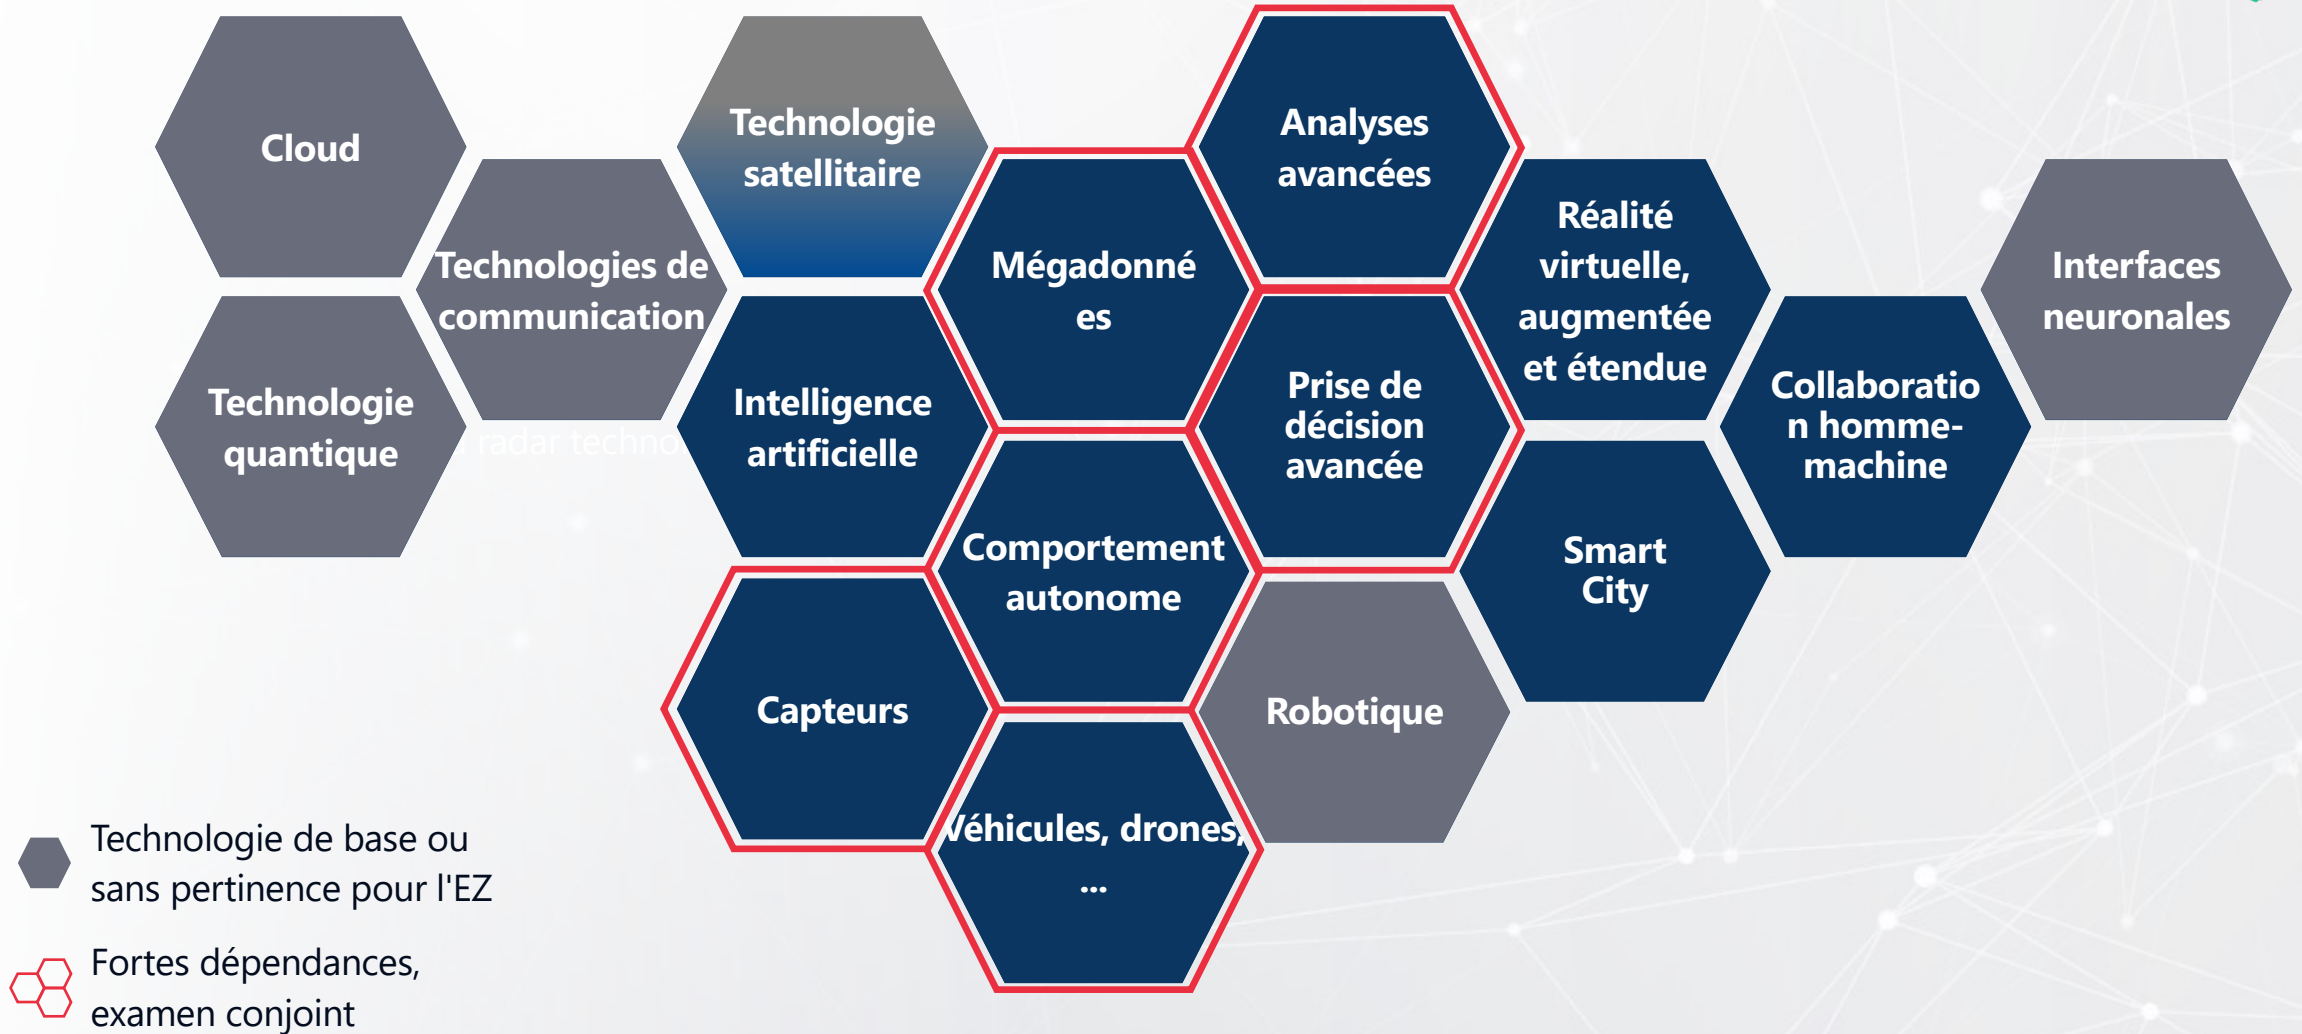 Cloud
Technologie
satellitaire
Analyses
avancées
Technologies de
communication
Mégadonné
es
Réalité
virtuelle,
augmentée
et étendue
Interfaces
neuronales
Technologie
quantique
Intelligence
artificielle
Prise de
décision
avancée
Collaboratio
n homme-
machine
radar techno
Comportement
autonome
Smart
City
Capteurs
Robotique
Véhicules, drones,
...
Technologie de base ou
sans pertinence pour l'EZ
Fortes dépendances,
examen conjoint